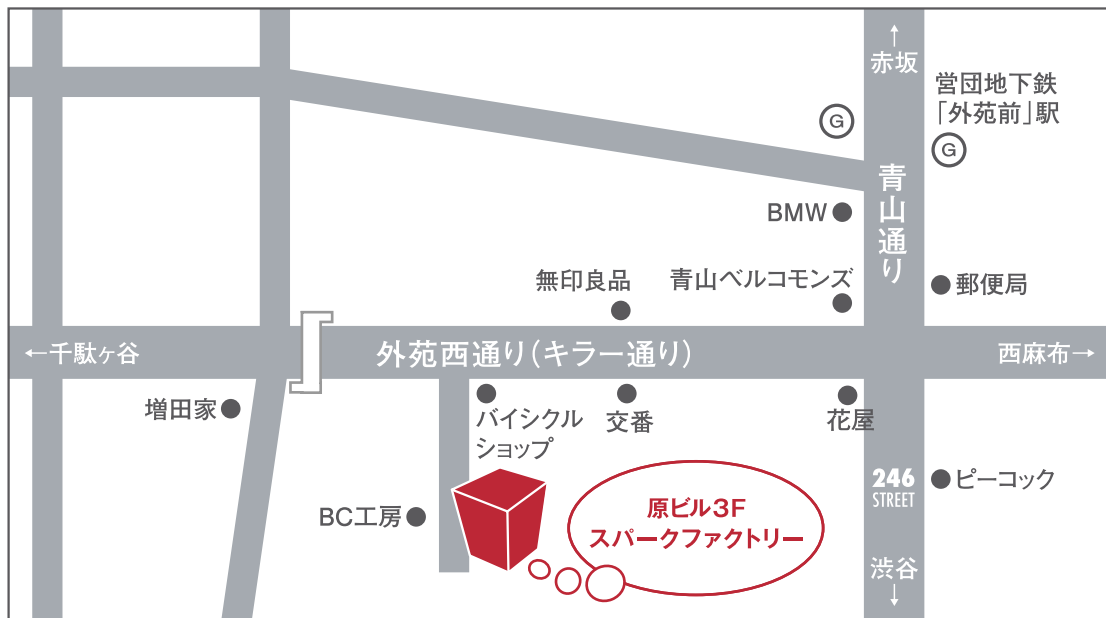 ↑
赤坂
営団地下鉄
「外苑前」駅
G
G
青山通り
BMW
無印良品
青山ベルコモンズ
郵便局
←千駄ヶ谷
外苑西通り(キラー通り)
西麻布→
増田家
バイシクル
ショップ
交番
花屋
246
STREET
ピーコック
BC工房
原ビル3F
スパークファクトリー
渋谷
↓